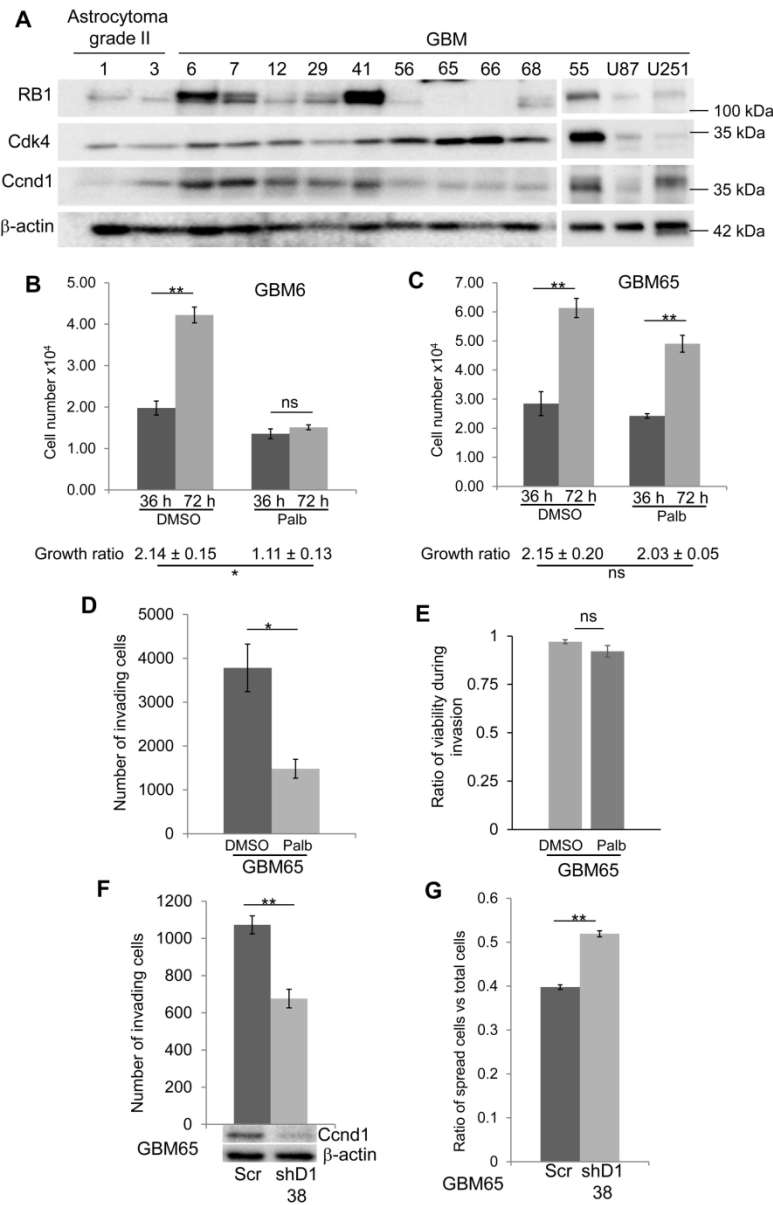 A
Astrocytoma
grade II
GBM
1 3 6 7 12 29 41 56 65 66 68 55 U87 U251
RB1
100 kDa
Cdk4
35 kDa
Ccnd1
35 kDa
β-actin
42 kDa
B
GBM6
Cell number x10⁴
5.00
4.00
3.00
2.00
1.00
0.00
**
ns
36 h 72 h 36 h 72 h
DMSO Palb
Growth ratio 2.14 ± 0.15 1.11 ± 0.13
*
C
GBM65
Cell number x10⁴
7.00
6.00
5.00
4.00
3.00
2.00
1.00
0.00
**
**
36 h 72 h 36 h 72 h
DMSO Palb
Growth ratio 2.15 ± 0.20 2.03 ± 0.05
ns
D
Number of invading cells
5000
4000
3000
2000
1000
0
*
DMSO Palb
GBM65
E
Ratio of viability during
invasion
1
0.75
0.5
0.25
0
ns
DMSO Palb
GBM65
F
Number of invading cells
1200
1000
800
600
400
200
0
**
Ccnd1
GBM65
β-actin
Scr shD1
38
G
Ratio of spread cells vs total cells
0.6
0.5
0.4
0.3
0.2
0.1
0
**
Scr shD1
GBM65
38